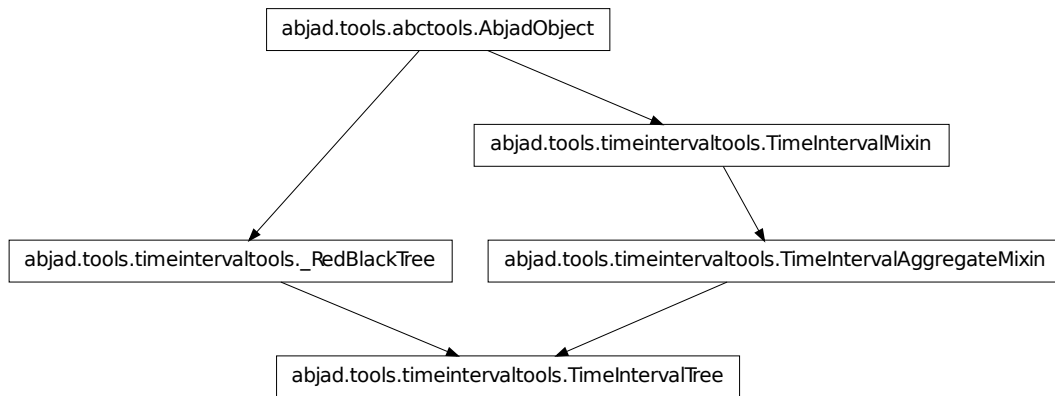 abjad.tools.abctools.AbjadObject
abjad.tools.timeintervaltools.TimeIntervalMixin
abjad.tools.timeintervaltools._RedBlackTree
abjad.tools.timeintervaltools.TimeIntervalAggregateMixin
abjad.tools.timeintervaltools.TimeIntervalTree